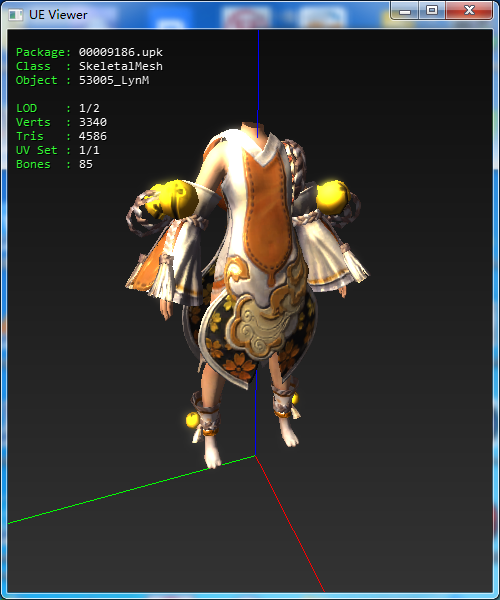 UE Viewer
Package: 00009186.upk
Class  : SkeletalMesh
Object : 53005_LynM
LOD    : 1/2
Verts  : 3340
Tris   : 4586
UV Set : 1/1
Bones  : 85